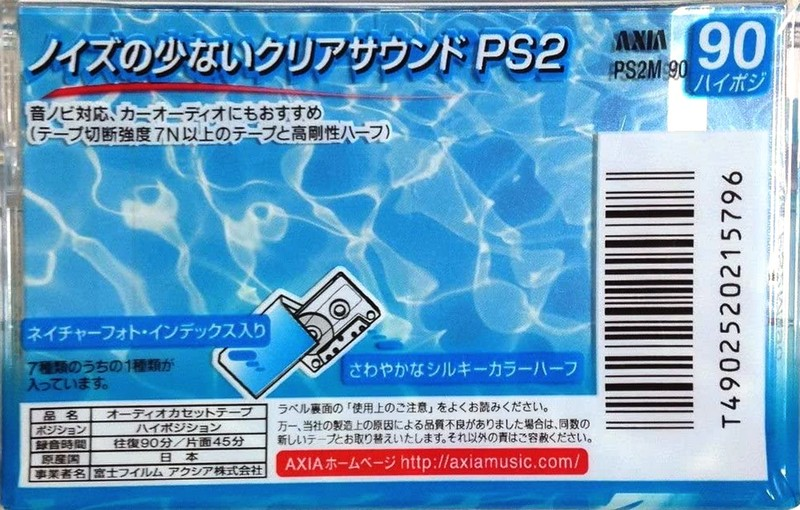 ノイズの少ないクリアサウンド PS2
AXIA
PS2M 90
90
ハイポジ
音ノビ対応、カーオーディオにもおすすめ
(テープ切断強度7N以上のテープと高剛性ハーフ)
T4902520215796
ネイチャーフォト・インデックス入り
7種類のうちの1種類が
入っています。
さわやかなシルキーカラーハーフ
品 名 オーディオカセットテープ
ポジション ハイポジション
録音時間 往復90分/片面45分
原産国 日 本
事業者名 富士フイルム アクシア株式会社
ラベル裏面の「使用上のご注意」をよくお読みください。
万一、当社の製造上の原因による品質不良がありました場合は、同数の
新しいテープとお取り替えいたします。それ以外の責はご容赦ください。
AXIAホームページ http://axiamusic.com/